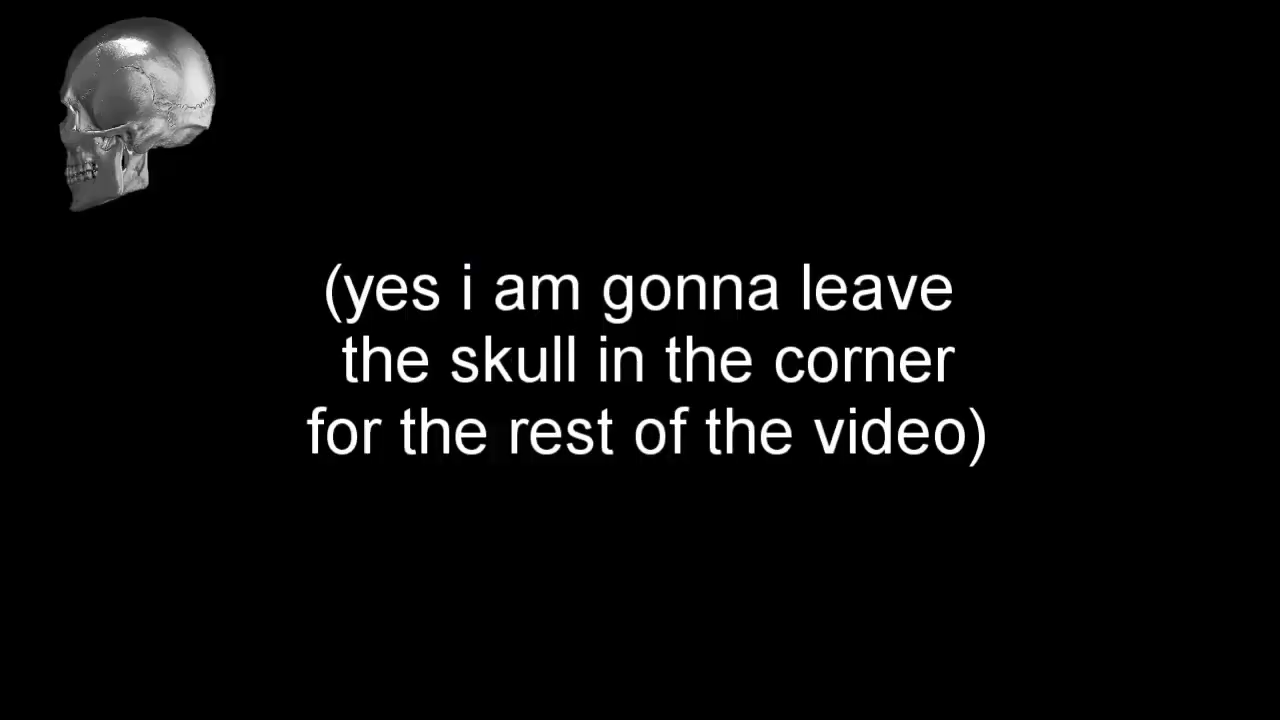 (yes i am gonna leave
the skull in the corner
for the rest of the video)